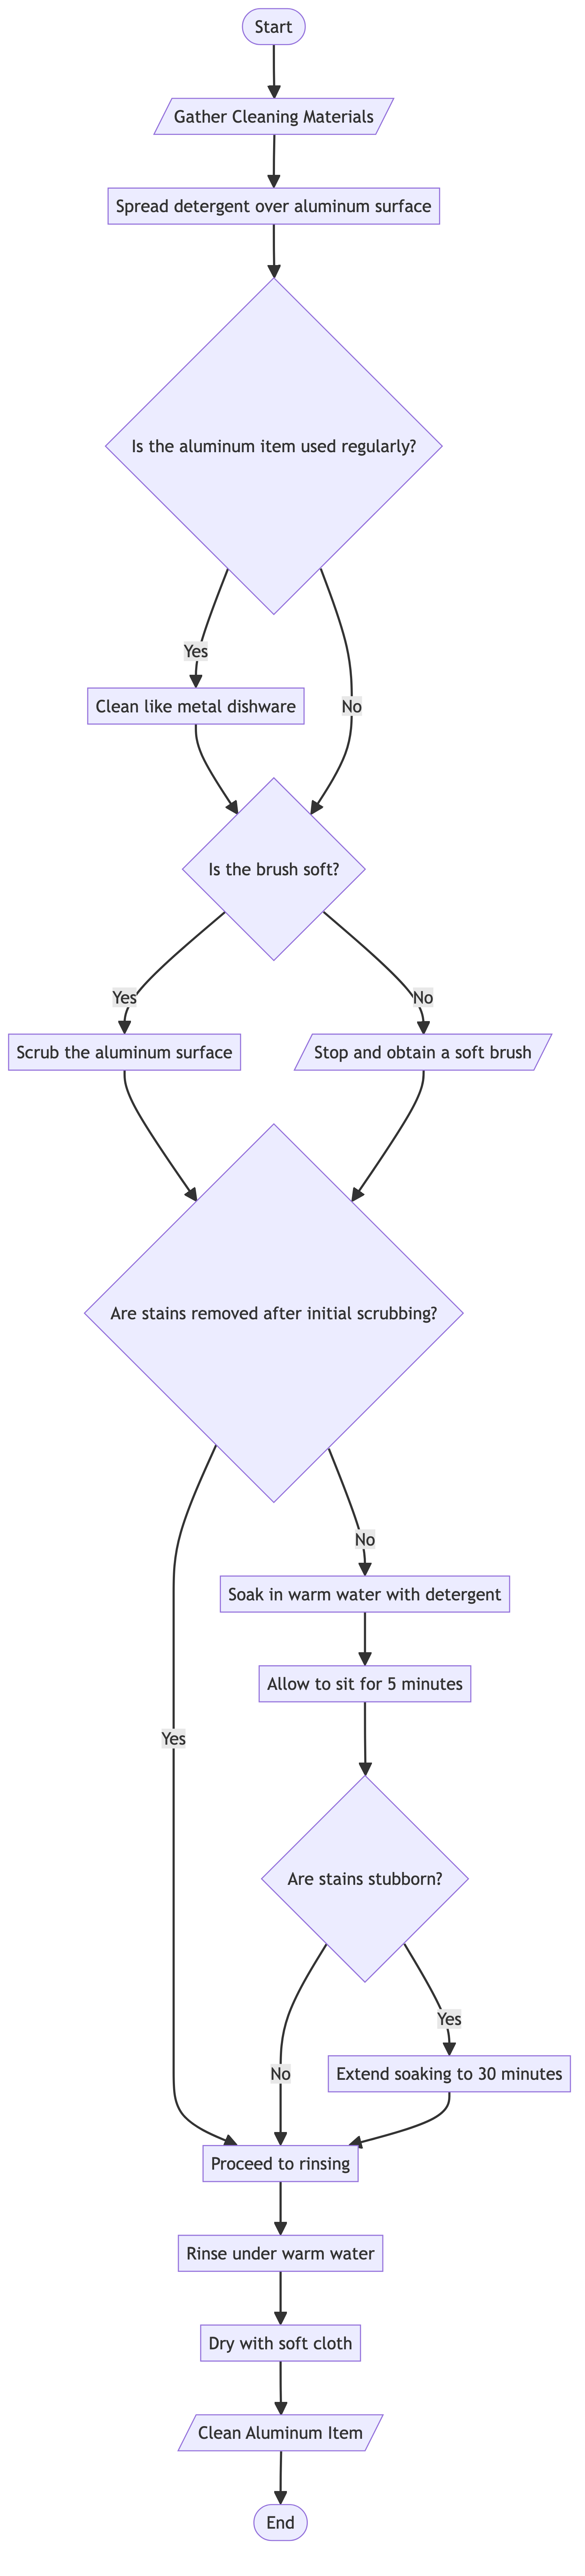 Start
Gather Cleaning Materials
Spread detergent over aluminum surface
Is the aluminum item used regularly?
Yes
Clean like metal dishware
No
Is the brush soft?
Yes
No
Scrub the aluminum surface
Stop and obtain a soft brush
Are stains removed after initial scrubbing?
No
Soak in warm water with detergent
Allow to sit for 5 minutes
Yes
Are stains stubborn?
Yes
No
Extend soaking to 30 minutes
Proceed to rinsing
Rinse under warm water
Dry with soft cloth
Clean Aluminum Item
End